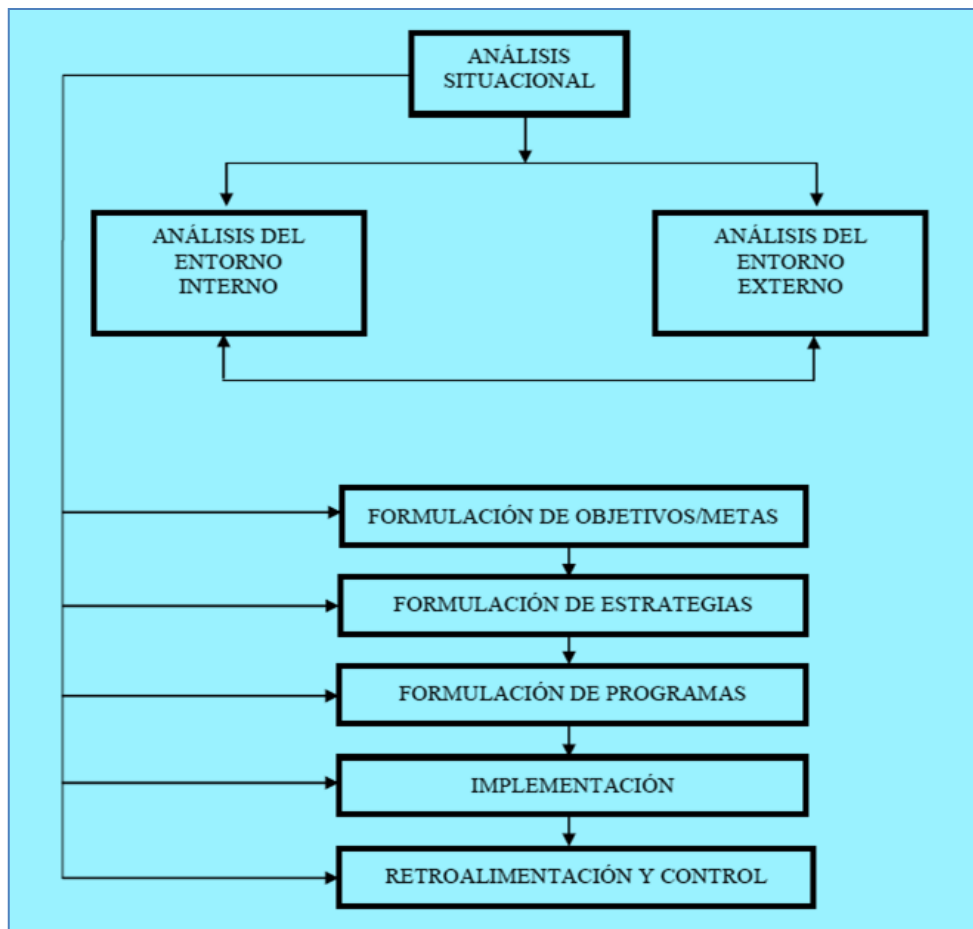 ANÁLISIS
SITUACIONAL
ANÁLISIS DEL
ENTORNO
INTERNO
ANÁLISIS DEL
ENTORNO
EXTERNO
FORMULACIÓN DE OBJETIVOS/METAS
FORMULACIÓN DE ESTRATEGIAS
FORMULACIÓN DE PROGRAMAS
IMPLEMENTACIÓN
RETROALIMENTACIÓN Y CONTROL